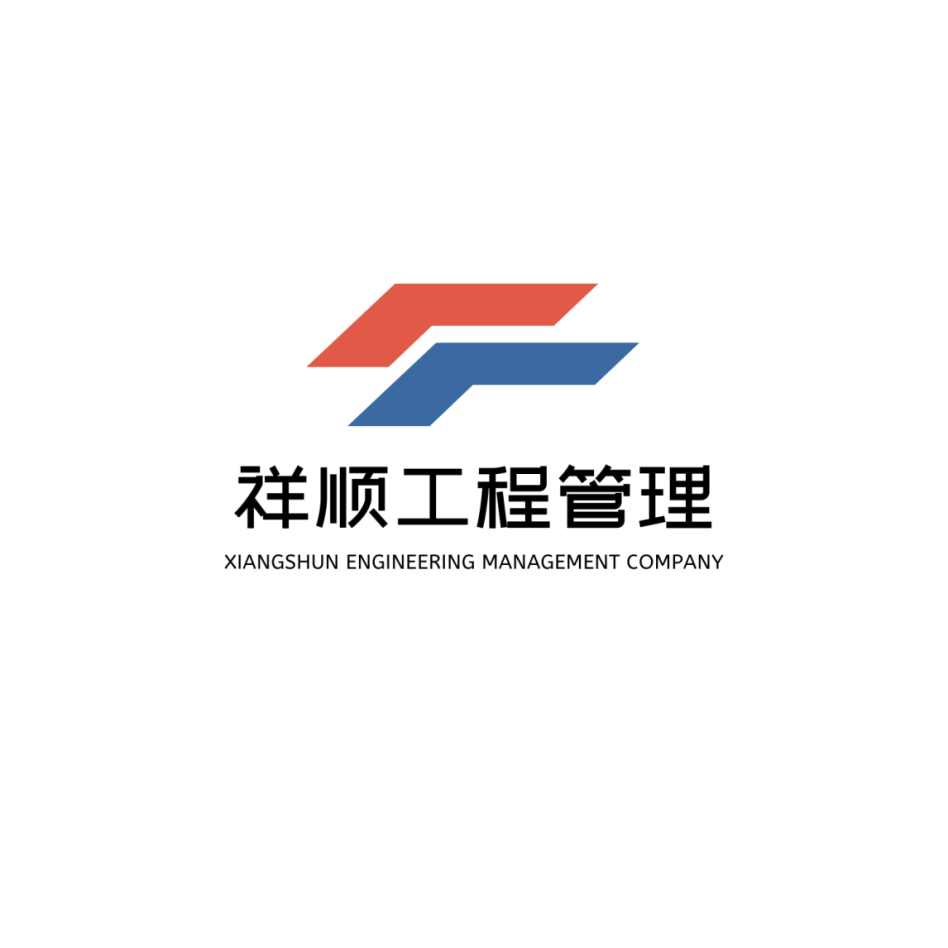 祥顺工程管理
XIANGSHUN ENGINEERING MANAGEMENT COMPANY